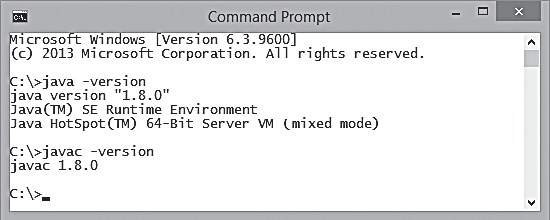 Command Prompt
Microsoft Windows [Version 6.3.9600]
(c) 2013 Microsoft Corporation. All rights reserved.
C:\>java -version
java version "1.8.0"
Java(TM) SE Runtime Environment
Java HotSpot(TM) 64-Bit Server VM (mixed mode)
C:\>javac -version
javac 1.8.0
C:\>